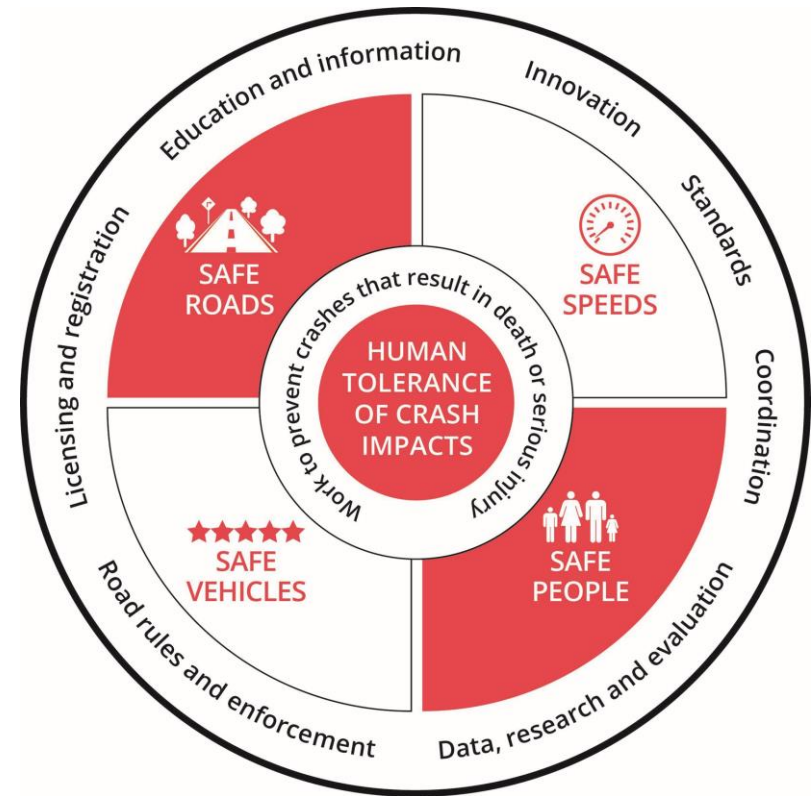 Education and information
Innovation
Standards
Coordination
Data, research and evaluation
Road rules and enforcement
Licensing and registration
SAFE
ROADS
SAFE
SPEEDS
SAFE
PEOPLE
SAFE
VEHICLES
Work to prevent crashes that result in death or serious injury
HUMAN
TOLERANCE
OF CRASH
IMPACTS